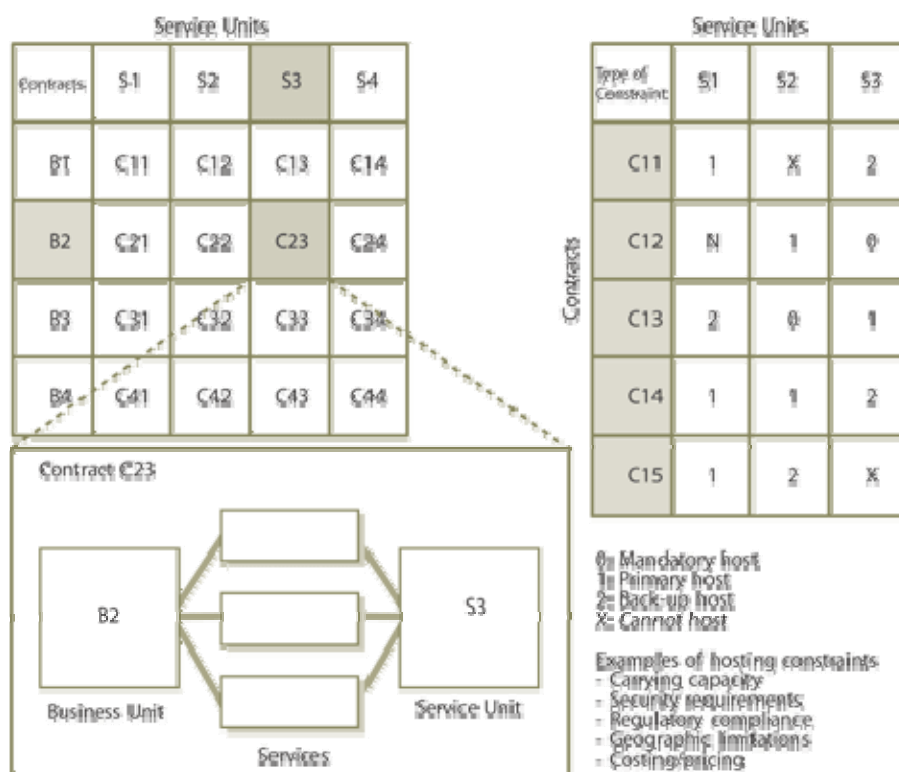 Service Units
Contracts S1 S2 S3 S4
B1 C11 C12 C13 C14
B2 C21 C22 C23 C24
B3 C31 C32 C33 C34
B4 C41 C42 C43 C44
Contract C23
B2
S3
Business Unit
Service Unit
Services
Service Units
Type of
Constraint
S1 S2 S3
Contracts
C11 1 X 2
C12 N 1 0
C13 2 0 1
C14 1 1 2
C15 1 2 X
0: Mandatory host
1: Primary host
2: Back-up host
X: Cannot host
Examples of hosting constraints
- Carrying capacity
- Security requirements
- Regulatory compliance
- Geographic limitations
- Costing/pricing